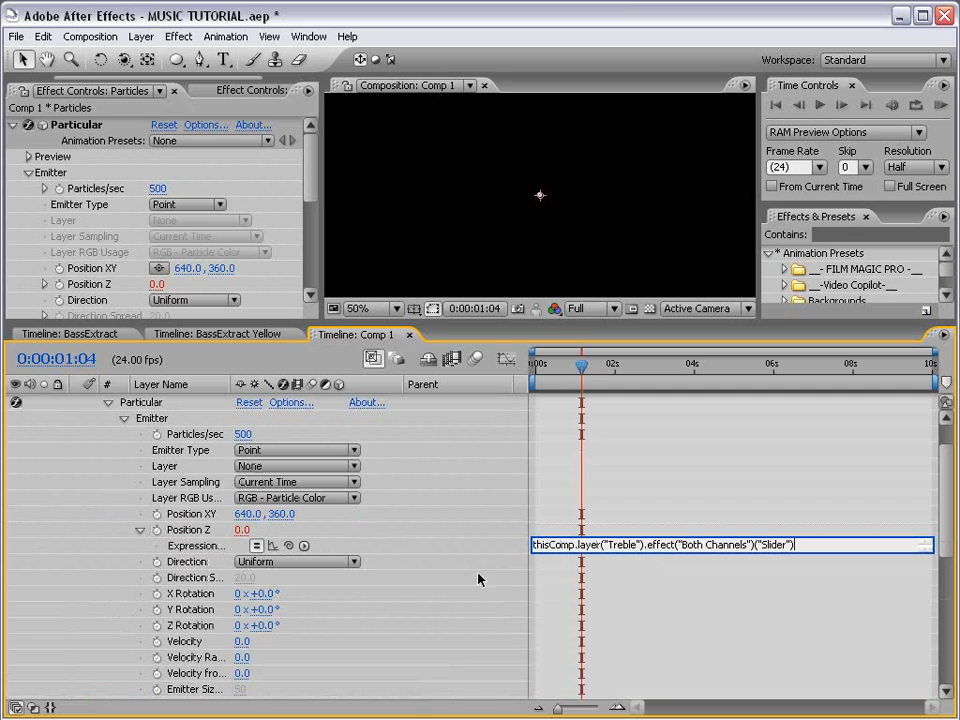 Adobe After Effects - MUSIC TUTORIAL.aep *
File Edit Composition Layer Effect Animation View Window Help
Workspace: Standard
Effect Controls: Particles
Effect Controls:
Comp 1 * Particles
Particular Reset Options... About...
Animation Presets: None
Preview
Emitter
Particles/sec 500
Emitter Type Point
Layer None
Layer Sampling Current Time
Layer RGB Usage RGB - Particle Color
Position XY 640.0, 360.0
Position Z 0.0
Direction Uniform
Direction Spread 20.0
Composition: Comp 1
50% 0:00:01:04 Full Active Camera
Time Controls
RAM Preview Options
Frame Rate Skip Resolution
(24) 0 Half
From Current Time Full Screen
Effects & Presets
Contains:
* Animation Presets
__- FILM MAGIC PRO -__
__-Video Copilot-__
Backgrounds
Timeline: BassExtract Timeline: BassExtract Yellow Timeline: Comp 1
0:00:01:04 (24.00 fps)
:00s 02s 04s 06s 08s 10s
# Layer Name Parent
Particular Reset Options... About...
Emitter
Particles/sec 500
Emitter Type Point
Layer None
Layer Sampling Current Time
Layer RGB Us... RGB - Particle Color
Position XY 640.0, 360.0
Position Z 0.0
Expression... thisComp.layer("Treble").effect("Both Channels")("Slider")
Direction Uniform
Direction S... 20.0
X Rotation 0 x +0.0°
Y Rotation 0 x +0.0°
Z Rotation 0 x +0.0°
Velocity 0.0
Velocity Ra... 0.0
Velocity fro... 0.0
Emitter Siz... 50